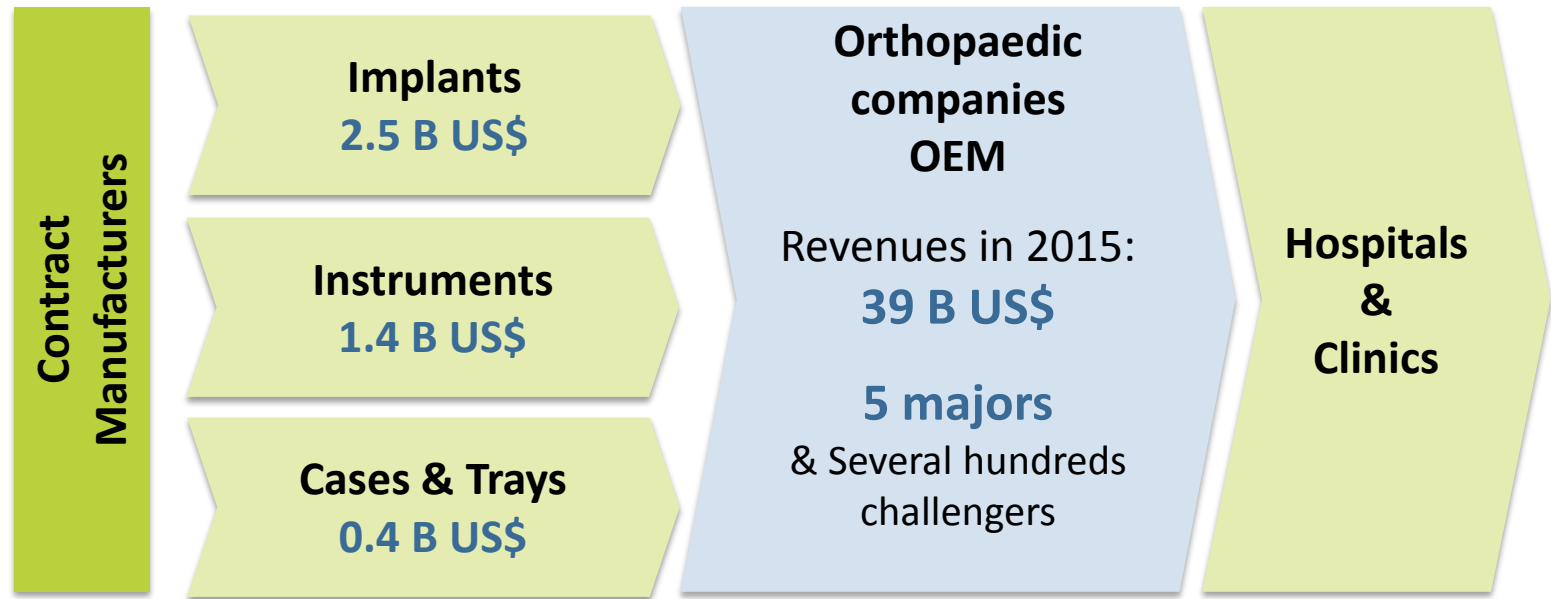 Contract
Manufacturers
Implants
2.5 B US$
Instruments
1.4 B US$
Cases & Trays
0.4 B US$
Orthopaedic
companies
OEM
Revenues in 2015:
39 B US$
5 majors
& Several hundreds
challengers
Hospitals
&
Clinics